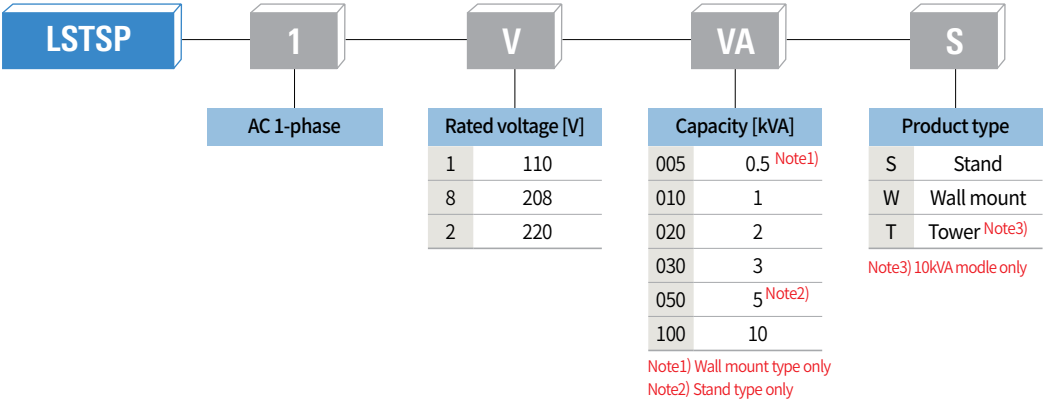 LSTSP 1 V VA S
AC 1-phase
Rated voltage [V]
1 110
8 208
2 220
Capacity [kVA]
005 0.5 Note1)
010 1
020 2
030 3
050 5 Note2)
100 10
Note1) Wall mount type only
Note2) Stand type only
Product type
S Stand
W Wall mount
T Tower Note3)
Note3) 10kVA modle only